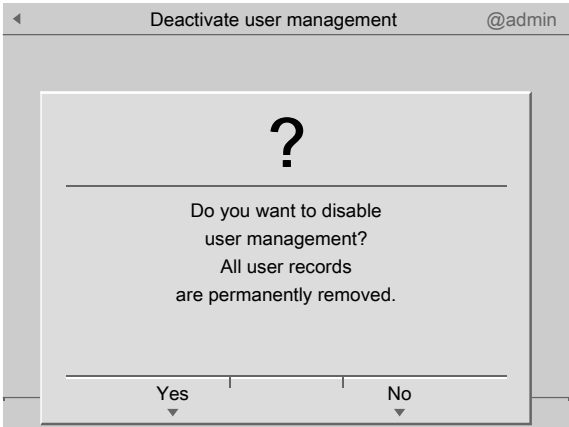 Deactivate user management @admin
?
Do you want to disable
user management?
All user records
are permanently removed.
Yes No